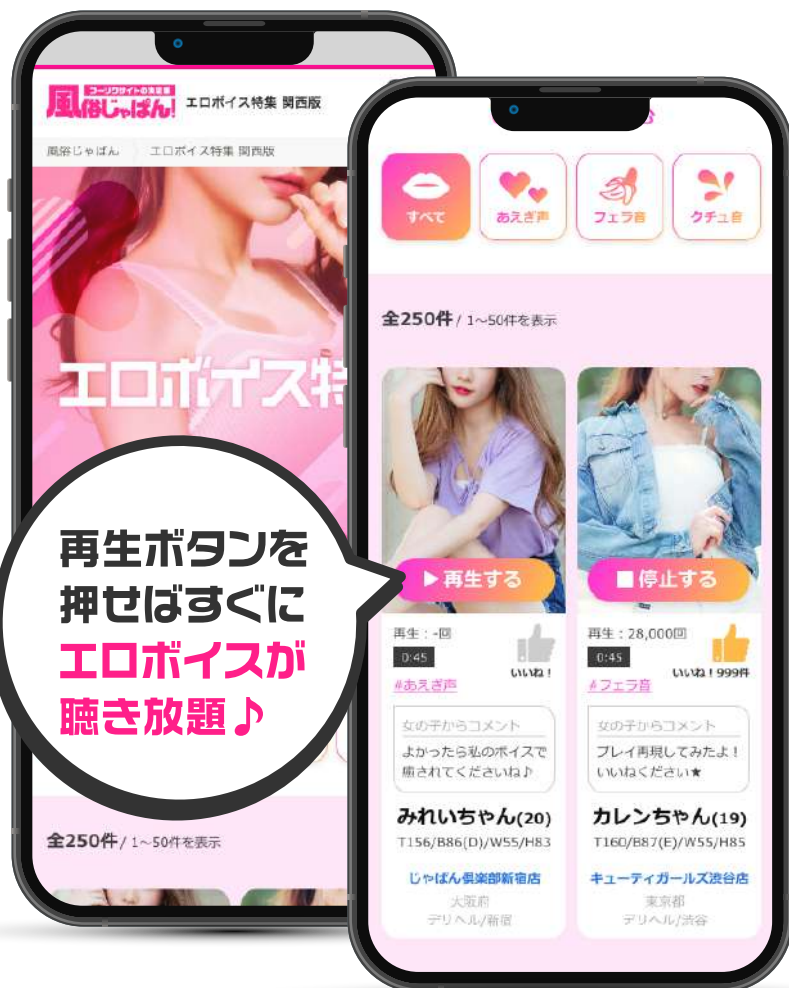 フーゾクサイトの決定版
風俗じゃぱん!
エロボイス特集 関西版
風俗じゃぱん
エロボイス特集 関西版
エロボイス特
再生ボタンを
押せばすぐに
エロボイスが
聴き放題♪
全250件 / 1~50件を表示
すべて
あえぎ声
フェラ音
クチュ音
全250件 / 1~50件を表示
▶再生する
再生:-回
0:45
いいね!
#あえぎ声
女の子からコメント
よかったら私のボイスで
癒されてくださいね♪
みれいちゃん(20)
T156/B86(D)/W55/H83
じゃぱん倶楽部新宿店
大阪府
デリヘル/新宿
■停止する
再生:28,000回
0:45
いいね!999件
#フェラ音
女の子からコメント
プレイ再現してみたよ!
いいねください★
カレンちゃん(19)
T160/B87(E)/W55/H85
キューティガールズ渋谷店
東京都
デリヘル/渋谷